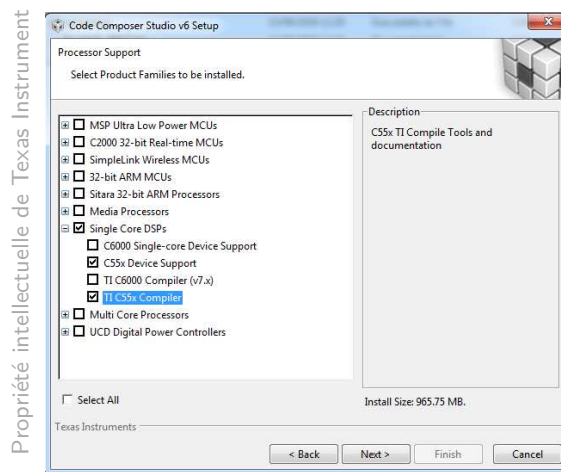 Propriété intellectuelle de Texas Instrument
Code Composer Studio v6 Setup
Processor Support
Select Product Families to be installed.
MSP Ultra Low Power MCUs
C2000 32-bit Real-time MCUs
SimpleLink Wireless MCUs
32-bit ARM MCUs
Sitara 32-bit ARM Processors
Media Processors
Single Core DSPs
C6000 Single-core Device Support
C55x Device Support
TI C6000 Compiler (v7.x)
TI C55x Compiler
Multi Core Processors
UCD Digital Power Controllers
Description
C55x TI Compile Tools and
documentation
Select All
Install Size: 965.75 MB.
Texas Instruments
< Back
Next >
Finish
Cancel